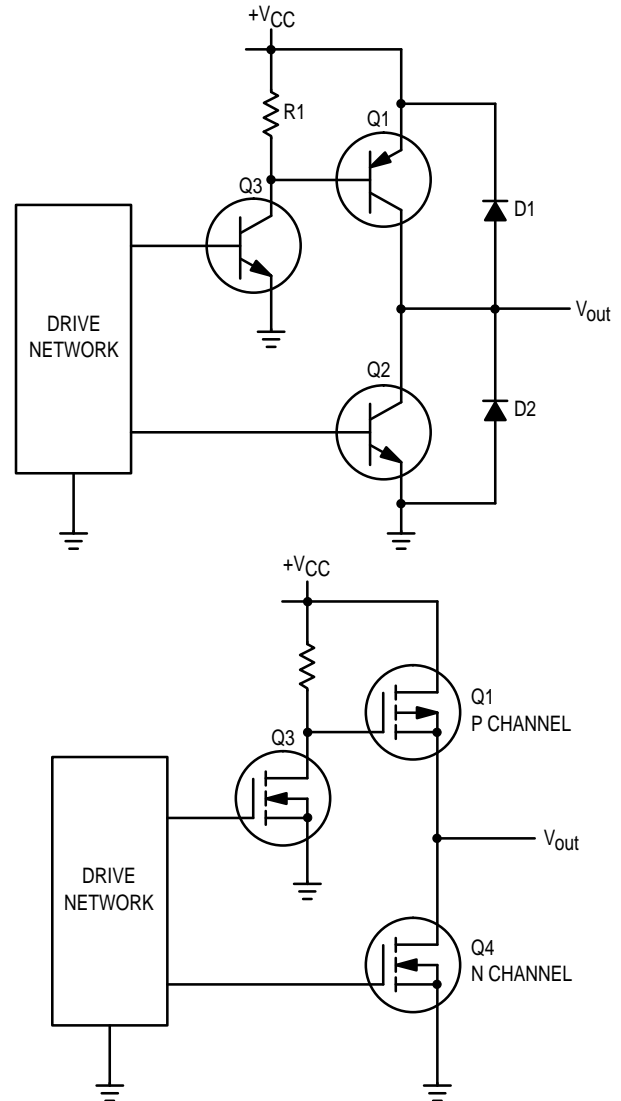 +VCC
R1
Q1
Q3
D1
DRIVE
NETWORK
Vout
Q2
D2
+VCC
Q1
P CHANNEL
Q3
Vout
DRIVE
NETWORK
Q4
N CHANNEL